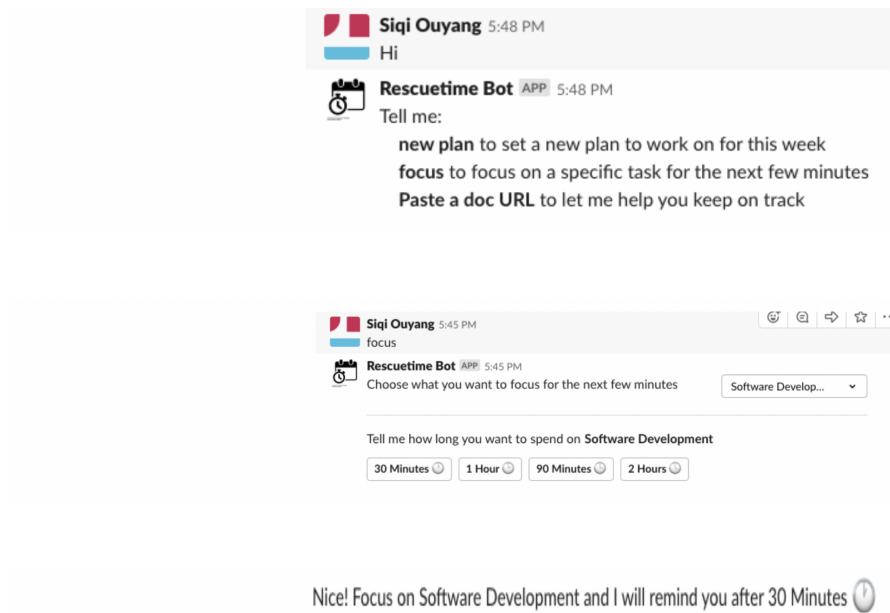 Siqi Ouyang 5:48 PM
Hi
Rescuetime Bot APP 5:48 PM
Tell me:
new plan to set a new plan to work on for this week
focus to focus on a specific task for the next few minutes
Paste a doc URL to let me help you keep on track
Siqi Ouyang 5:45 PM
focus
Rescuetime Bot APP 5:45 PM
Choose what you want to focus for the next few minutes
Software Develop...
Tell me how long you want to spend on Software Development
30 Minutes 1 Hour 90 Minutes 2 Hours
Nice! Focus on Software Development and I will remind you after 30 Minutes